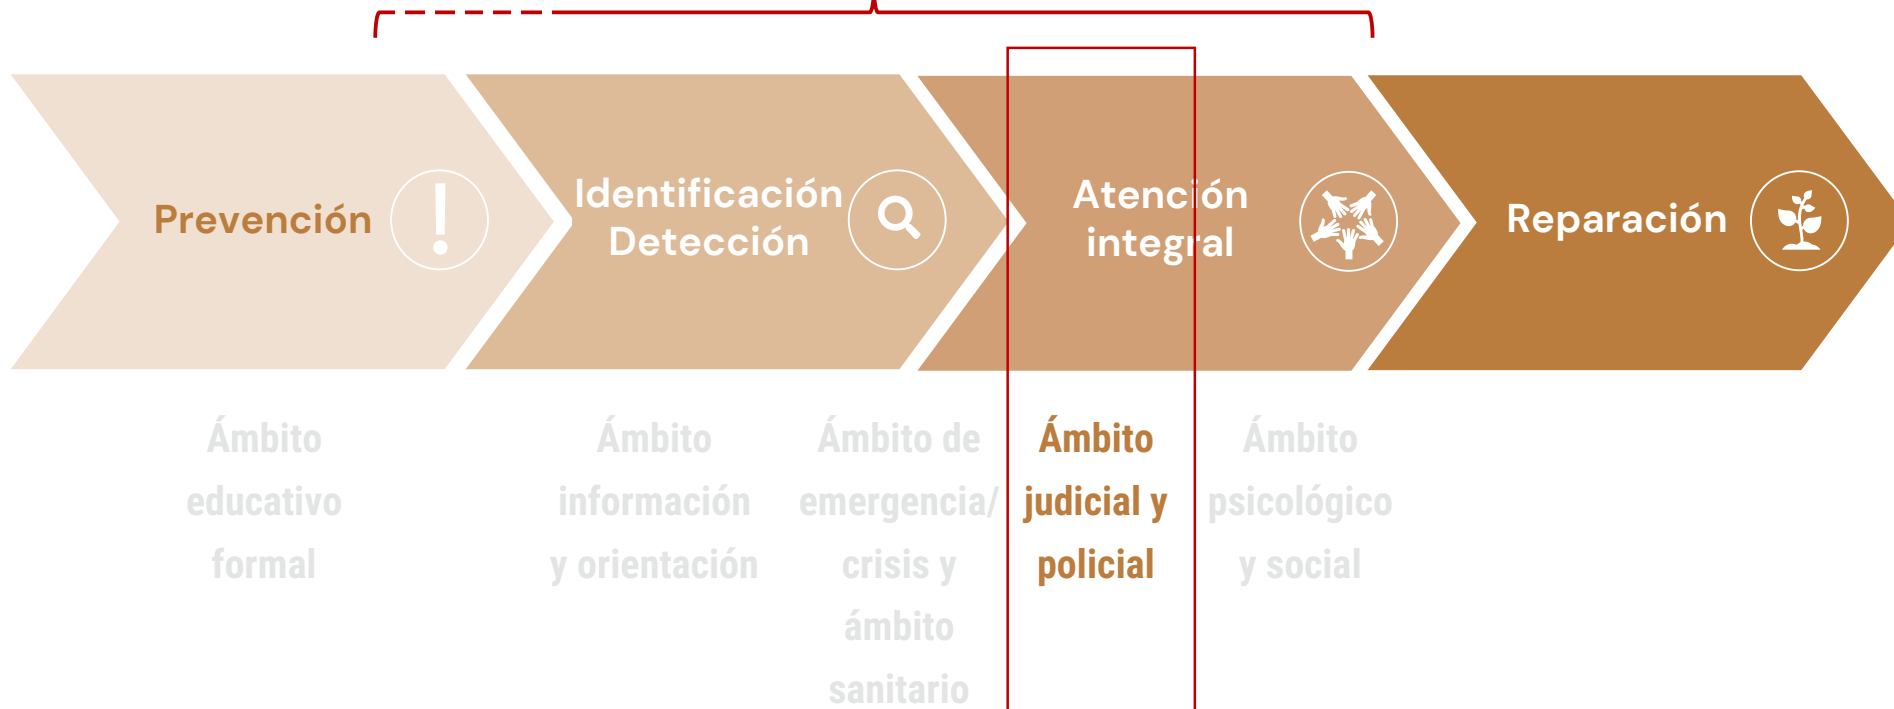 Prevención
Identificación
Detección
Atención
integral
Reparación
Ámbito
educativo
formal
Ámbito
información
y orientación
Ámbito de
emergencia/
crisis y
ámbito
sanitario
Ámbito
judicial y
policial
Ámbito
psicológico
y social